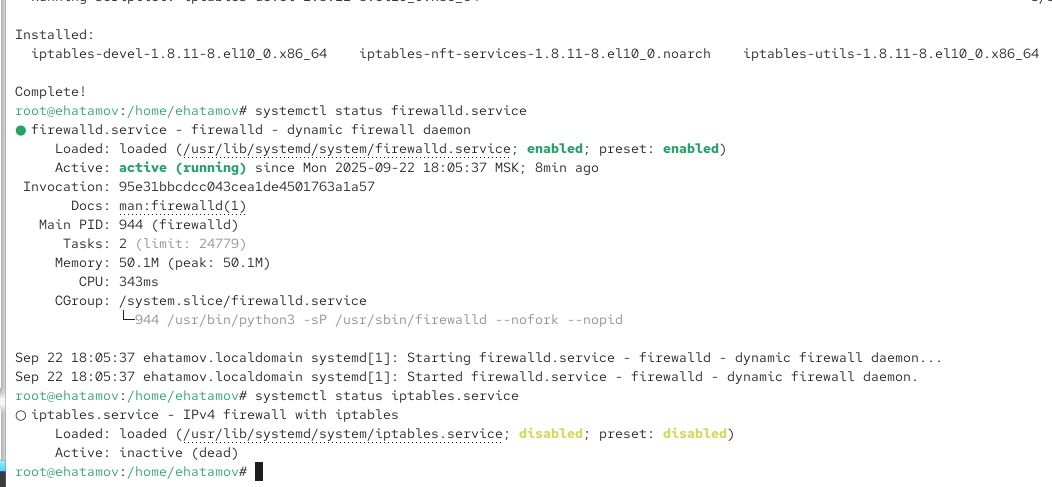 Installed:
iptables-devel-1.8.11-8.el10_0.x86_64 iptables-nft-services-1.8.11-8.el10_0.noarch iptables-utils-1.8.11-8.el10_0.x86_64
Complete!
root@ehatamov:/home/ehatamov# systemctl status firewalld.service
● firewalld.service - firewalld - dynamic firewall daemon
Loaded: loaded (/usr/lib/systemd/system/firewalld.service; enabled; preset: enabled)
Active: active (running) since Mon 2025-09-22 18:05:37 MSK; 8min ago
Invocation: 95e31bbcdcc043cea1de4501763a1a57
Docs: man:firewalld(1)
Main PID: 944 (firewalld)
Tasks: 2 (limit: 24779)
Memory: 50.1M (peak: 50.1M)
CPU: 343ms
CGroup: /system.slice/firewalld.service
└─944 /usr/bin/python3 -sP /usr/sbin/firewalld --nofork --nopid
Sep 22 18:05:37 ehatamov.localdomain systemd[1]: Starting firewalld.service - firewalld - dynamic firewall daemon...
Sep 22 18:05:37 ehatamov.localdomain systemd[1]: Started firewalld.service - firewalld - dynamic firewall daemon.
root@ehatamov:/home/ehatamov# systemctl status iptables.service
○ iptables.service - IPv4 firewall with iptables
Loaded: loaded (/usr/lib/systemd/system/iptables.service; disabled; preset: disabled)
Active: inactive (dead)
root@ehatamov:/home/ehatamov#